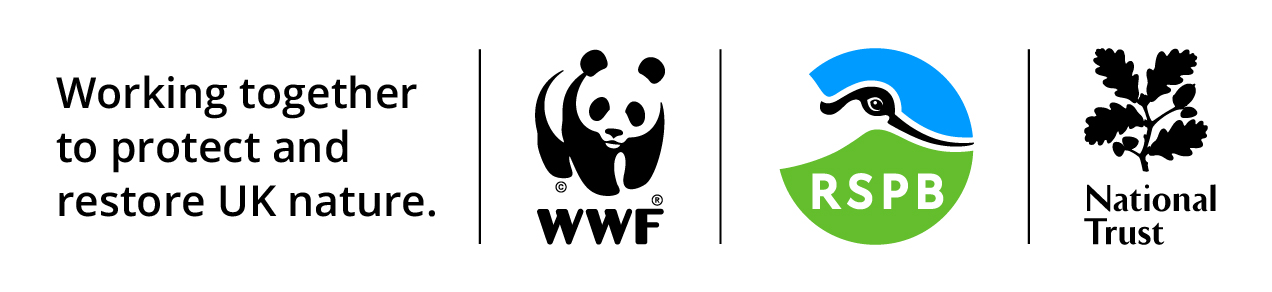 Working together
to protect and
restore UK nature.
©
®
WWF
RSPB
National
Trust